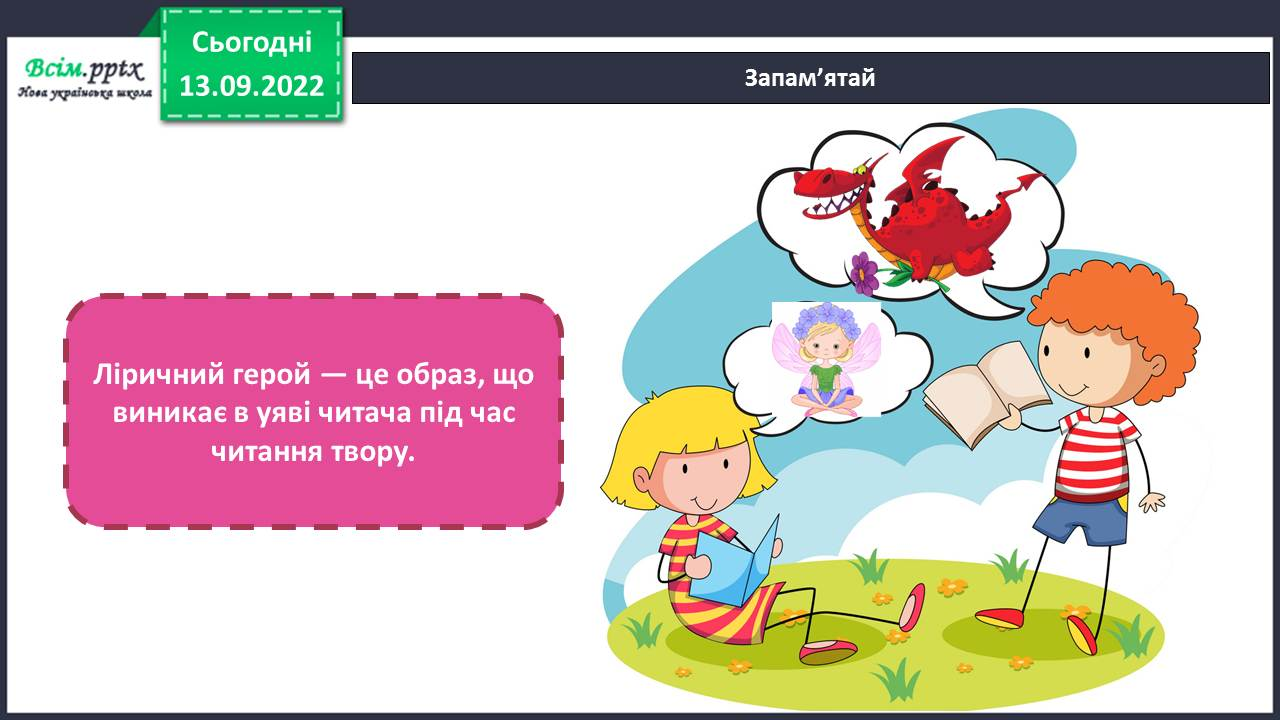 Всім.pptx
Нова українська школа
Сьогодні
13.09.2022
Запам’ятай
Ліричний герой — це образ, що
виникає в уяві читача під час
читання твору.